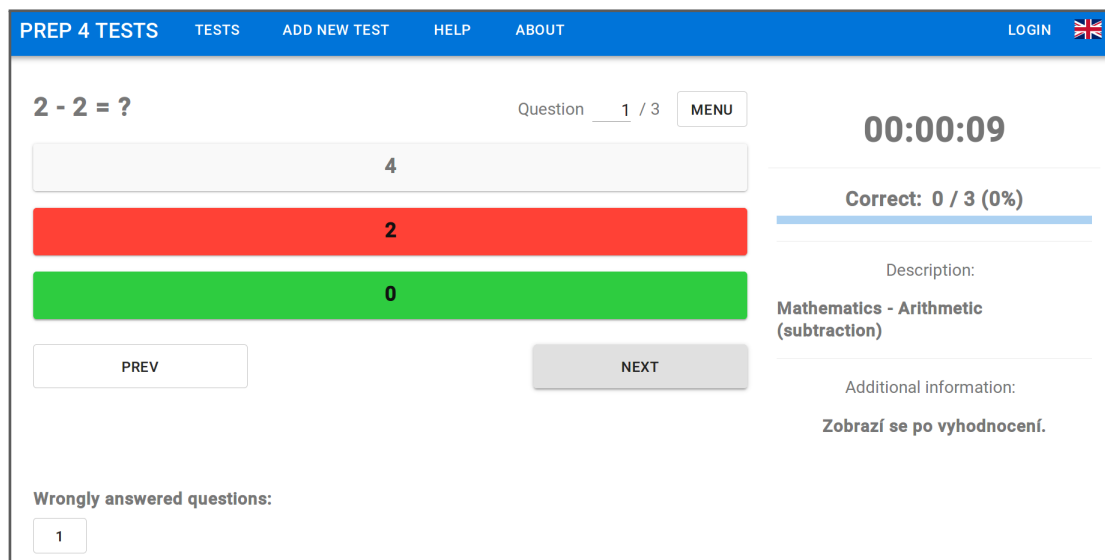 PREP 4 TESTS TESTS ADD NEW TEST HELP ABOUT LOGIN
2 - 2 = ?
Question 1 / 3 MENU
4
2
0
PREV NEXT
Wrongly answered questions:
1
00:00:09
Correct: 0 / 3 (0%)
Description:
Mathematics - Arithmetic
(subtraction)
Additional information:
Zobrazí se po vyhodnocení.